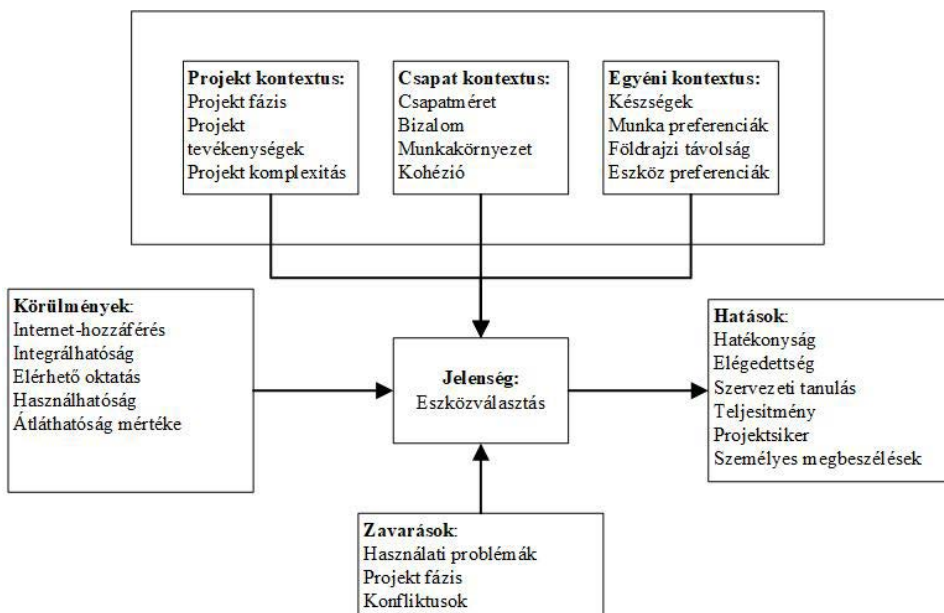 Projekt kontextus:
Projekt fázis
Projekt
tevékenységek
Projekt komplexitás
Csapat kontextus:
Csapatméret
Bizalom
Munkakörnyezet
Kohézió
Egyéni kontextus:
Készségek
Munka preferenciák
Földrajzi távolság
Eszköz preferenciák
Körülmények:
Internet-hozzáférés
Integrálhatóság
Elérhető oktatás
Használhatóság
Átláthatóság mértéke
Jelenség:
Eszközválasztás
Hatások:
Hatékonyság
Elégedettség
Szervezeti tanulás
Teljesítmény
Projektsiker
Személyes megbeszélések
Zavarások:
Használati problémák
Projekt fázis
Konfliktusok